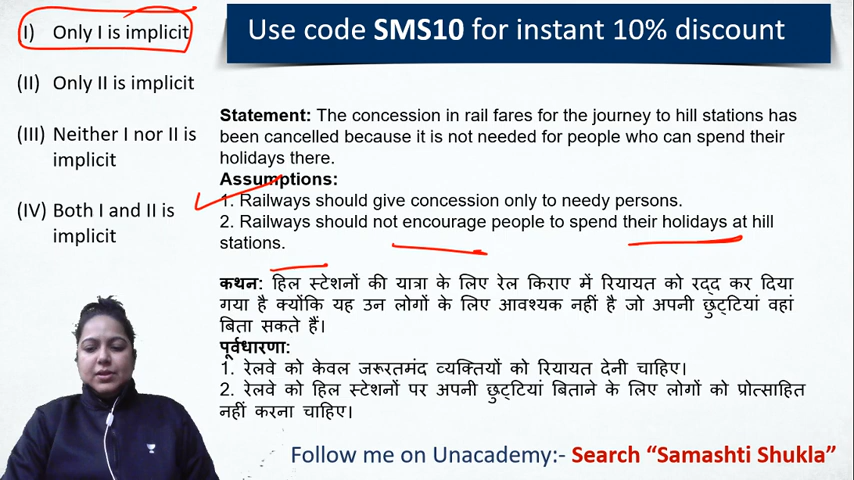 I) Only I is implicit
(II) Only II is implicit
(III) Neither I nor II is
implicit
(IV) Both I and II is
implicit
Use code SMS10 for instant 10% discount
Statement: The concession in rail fares for the journey to hill stations has
been cancelled because it is not needed for people who can spend their
holidays there.
Assumptions:
1. Railways should give concession only to needy persons.
2. Railways should not encourage people to spend their holidays at hill
stations.
कथन: हिल स्टेशनों की यात्रा के लिए रेल किराए में रियायत को रद्द कर दिया
गया है क्योंकि यह उन लोगों के लिए आवश्यक नहीं है जो अपनी छुट्टियां वहां
बिता सकते हैं।
पूर्वधारणा:
1. रेलवे को केवल जरूरतमंद व्यक्तियों को रियायत देनी चाहिए।
2. रेलवे को हिल स्टेशनों पर अपनी छुट्टियां बिताने के लिए लोगों को प्रोत्साहित
नहीं करना चाहिए।
Follow me on Unacademy:- Search “Samashti Shukla”